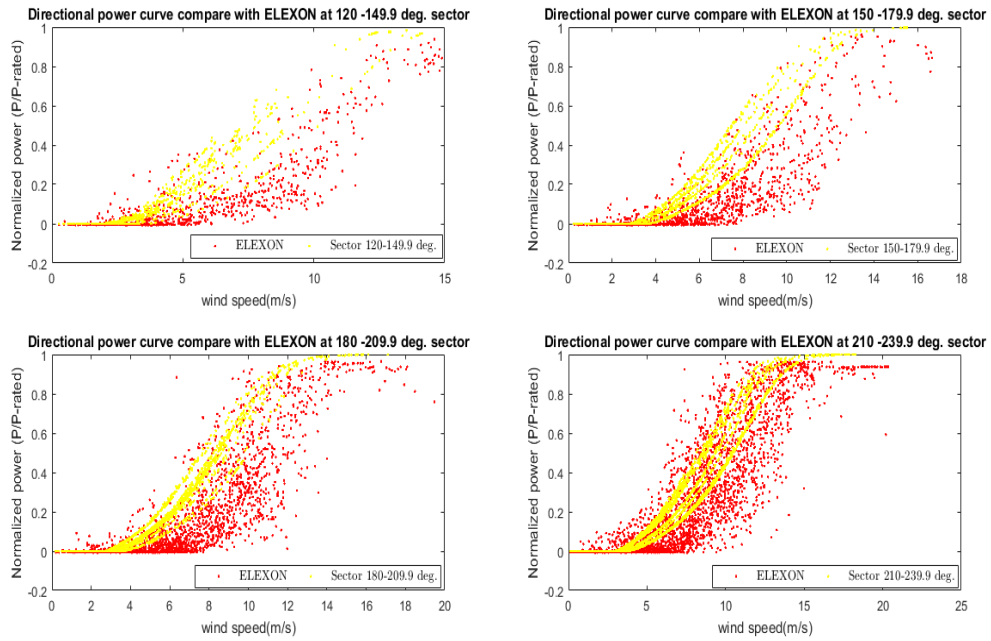 Directional power curve compare with ELEXON at 120 -149.9 deg. sector
Normalized power (P/P-rated)
1
0.8
0.6
0.4
0.2
0
-0.2
ELEXON Sector 120-149.9 deg.
0 5 10 15
wind speed(m/s)
Directional power curve compare with ELEXON at 150 -179.9 deg. sector
Normalized power (P/P-rated)
1
0.8
0.6
0.4
0.2
0
-0.2
ELEXON Sector 150-179.9 deg.
0 2 4 6 8 10 12 14 16 18
wind speed(m/s)
Directional power curve compare with ELEXON at 180 -209.9 deg. sector
Normalized power (P/P-rated)
1
0.8
0.6
0.4
0.2
0
-0.2
ELEXON Sector 180-209.9 deg.
0 2 4 6 8 10 12 14 16 18 20
wind speed(m/s)
Directional power curve compare with ELEXON at 210 -239.9 deg. sector
Normalized power (P/P-rated)
1
0.8
0.6
0.4
0.2
0
-0.2
ELEXON Sector 210-239.9 deg.
0 5 10 15 20 25
wind speed(m/s)